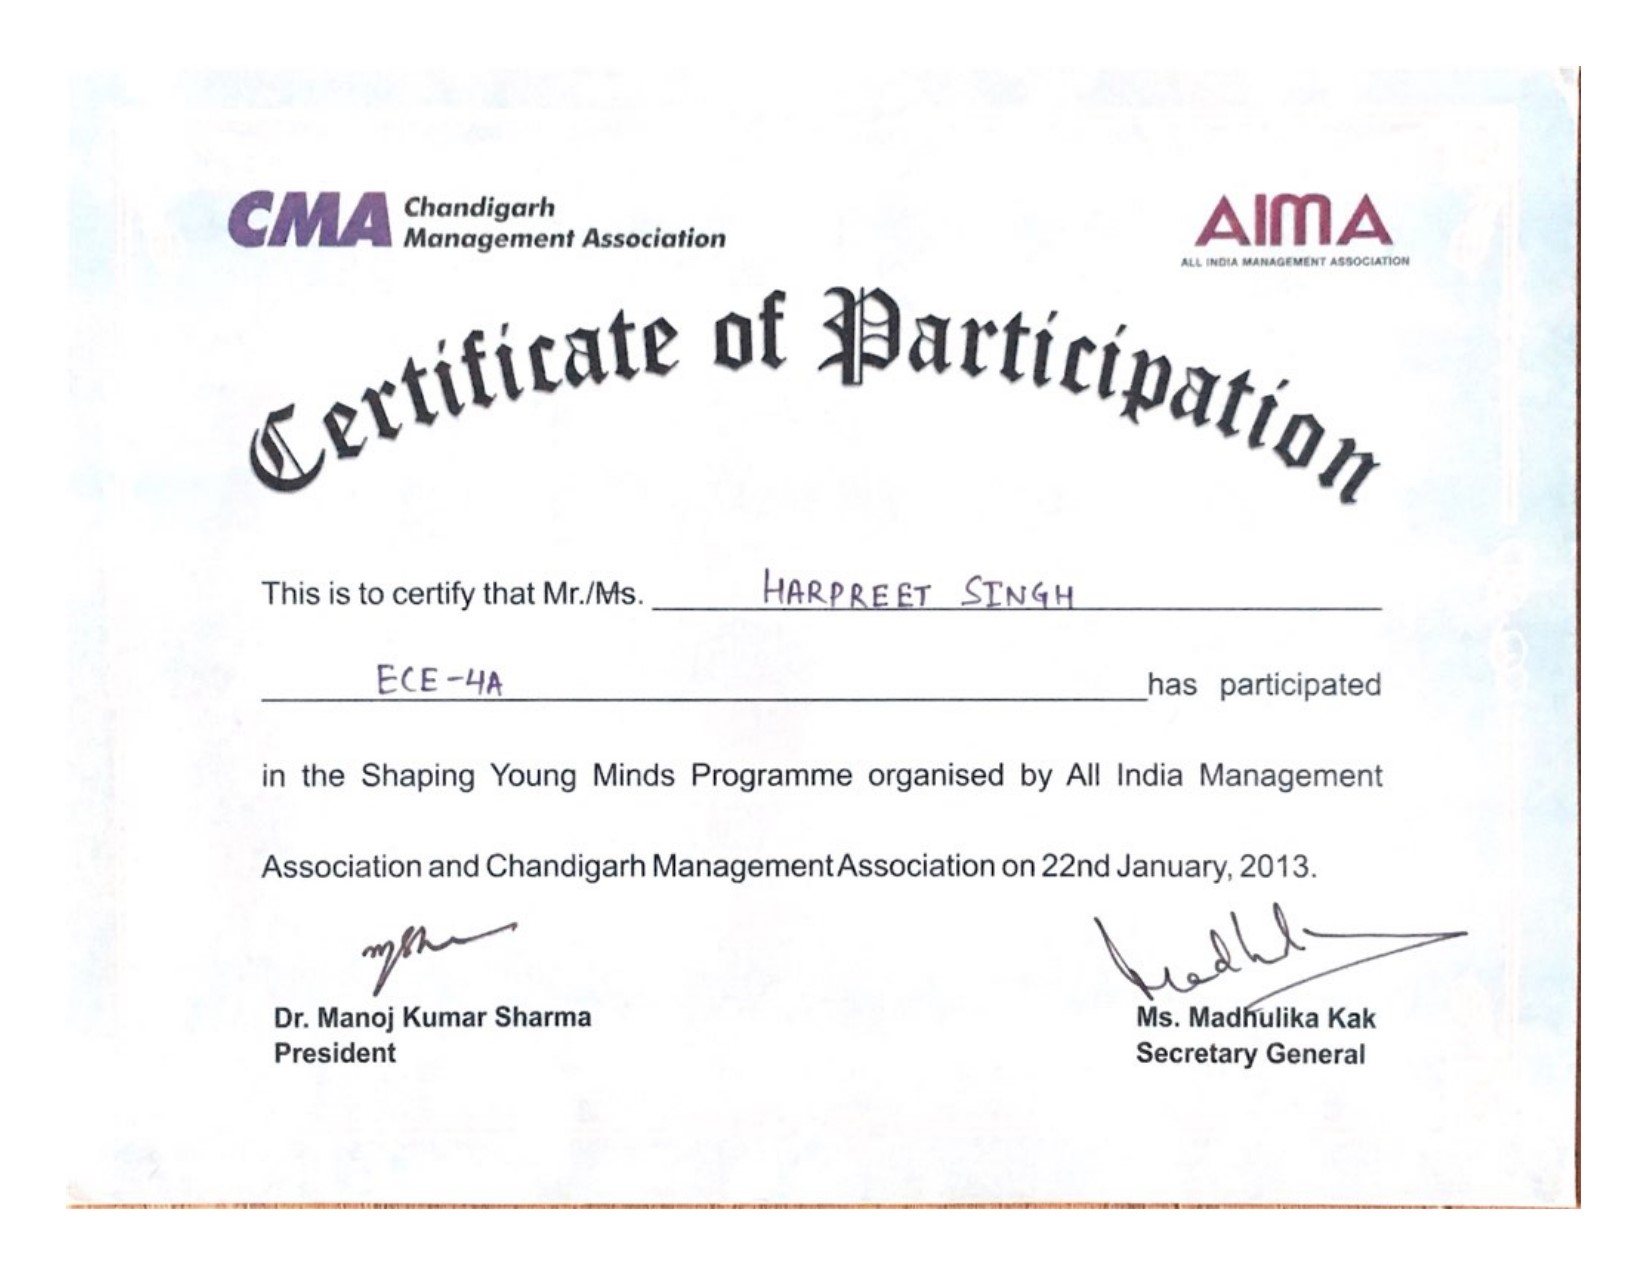 CMA Chandigarh
Management Association
AIMA
ALL INDIA MANAGEMENT ASSOCIATION
Certificate of Participation
This is to certify that Mr./Ms. HARPREET SINGH
ECE-4A has participated
in the Shaping Young Minds Programme organised by All India Management
Association and Chandigarh Management Association on 22nd January, 2013.
Dr. Manoj Kumar Sharma
President
Ms. Madhulika Kak
Secretary General